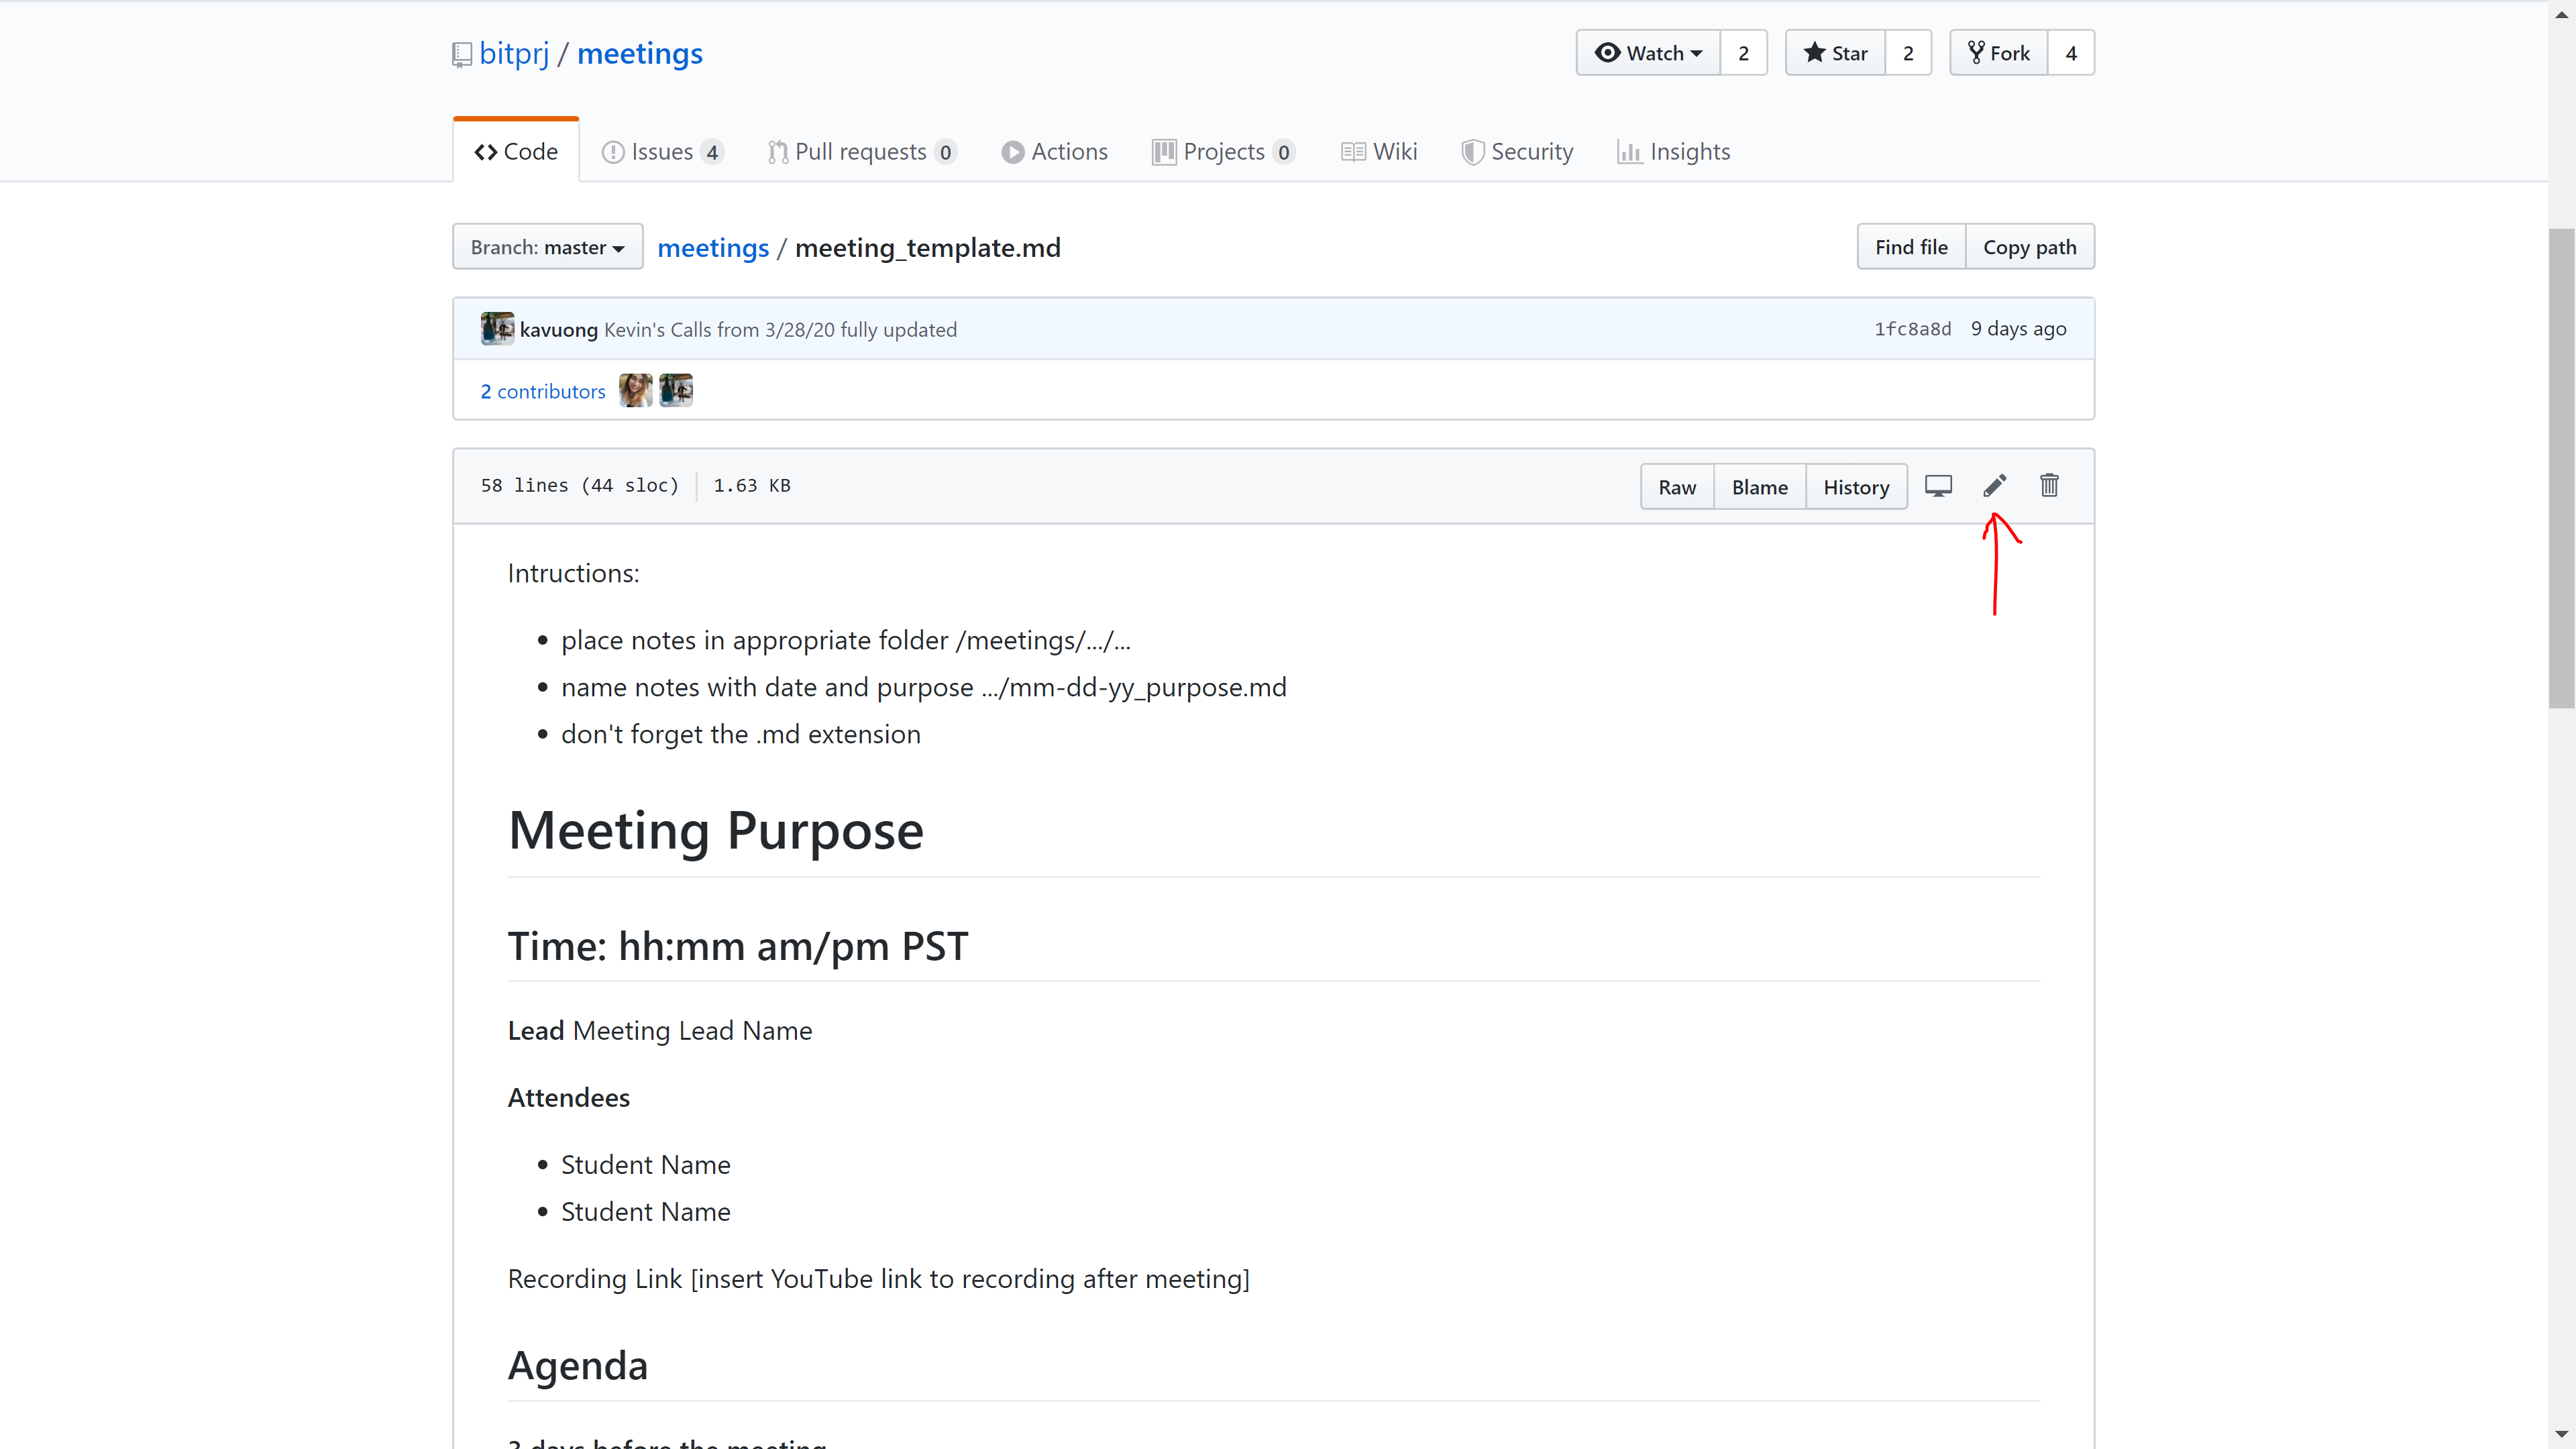 bitprj / meetings
Watch 2 Star 2 Fork 4
Code Issues 4 Pull requests 0 Actions Projects 0 Wiki Security Insights
Branch: master meetings / meeting_template.md Find file Copy path
kavuong Kevin's Calls from 3/28/20 fully updated 1fc8a8d 9 days ago
2 contributors
58 lines (44 sloc) 1.63 KB Raw Blame History
Intructions:
• place notes in appropriate folder /meetings/.../...
• name notes with date and purpose .../mm-dd-yy_purpose.md
• don't forget the .md extension
Meeting Purpose
Time: hh:mm am/pm PST
Lead Meeting Lead Name
Attendees
• Student Name
• Student Name
Recording Link [insert YouTube link to recording after meeting]
Agenda
days before the meeting